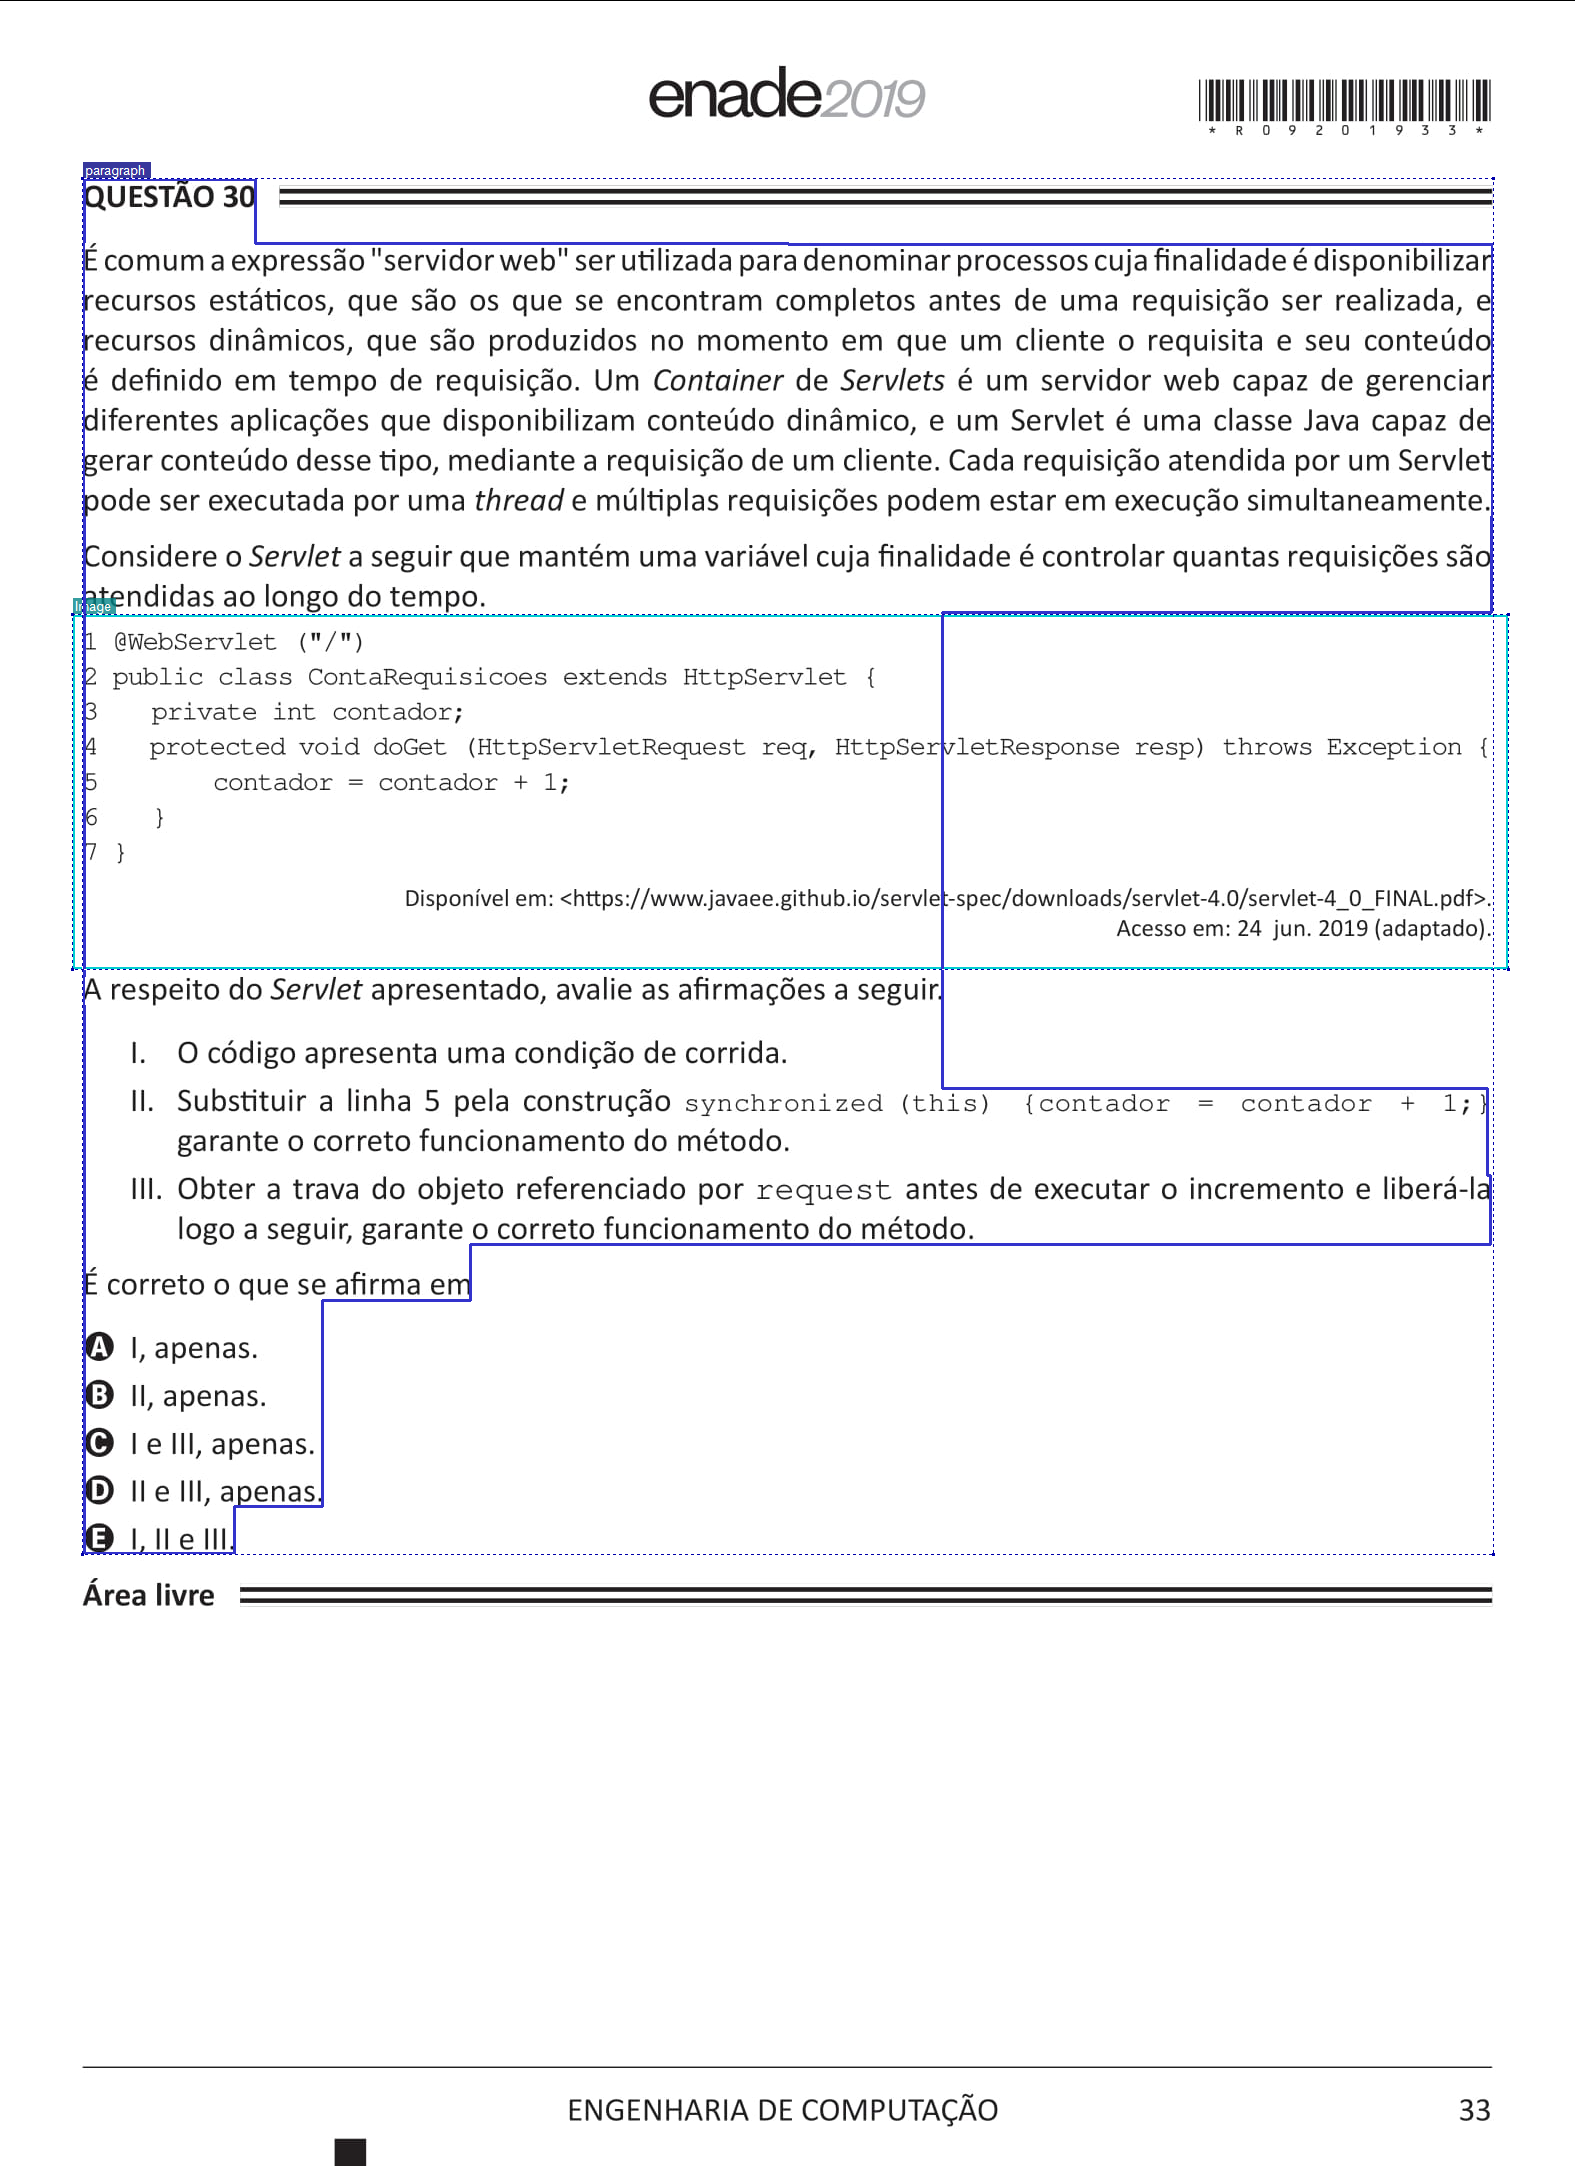 enade2019
* R 0 9 2 0 1 9 3 3 *
paragraph
QUESTÃO 30
É comum a expressão "servidor web" ser utilizada para denominar processos cuja finalidade é disponibilizar
recursos estáticos, que são os que se encontram completos antes de uma requisição ser realizada, e
recursos dinâmicos, que são produzidos no momento em que um cliente o requisita e seu conteúdo
é definido em tempo de requisição. Um Container de Servlets é um servidor web capaz de gerenciar
diferentes aplicações que disponibilizam conteúdo dinâmico, e um Servlet é uma classe Java capaz de
gerar conteúdo desse tipo, mediante a requisição de um cliente. Cada requisição atendida por um Servlet
pode ser executada por uma thread e múltiplas requisições podem estar em execução simultaneamente.
Considere o Servlet a seguir que mantém uma variável cuja finalidade é controlar quantas requisições são
atendidas ao longo do tempo.
Image
1 @WebServlet ("/")
2 public class ContaRequisicoes extends HttpServlet {
3 private int contador;
4 protected void doGet (HttpServletRequest req, HttpServletResponse resp) throws Exception {
5 contador = contador + 1;
6 }
7 }
Disponível em: <https://www.javaee.github.io/servlet-spec/downloads/servlet-4.0/servlet-4_0_FINAL.pdf>.
Acesso em: 24 jun. 2019 (adaptado).
A respeito do Servlet apresentado, avalie as afirmações a seguir.
I. O código apresenta uma condição de corrida.
II. Substituir a linha 5 pela construção synchronized (this) {contador = contador + 1;}
garante o correto funcionamento do método.
III. Obter a trava do objeto referenciado por request antes de executar o incremento e liberá-la
logo a seguir, garante o correto funcionamento do método.
É correto o que se afirma em
A I, apenas.
B II, apenas.
C I e III, apenas.
D II e III, apenas.
E I, II e III.
Área livre
ENGENHARIA DE COMPUTAÇÃO
33